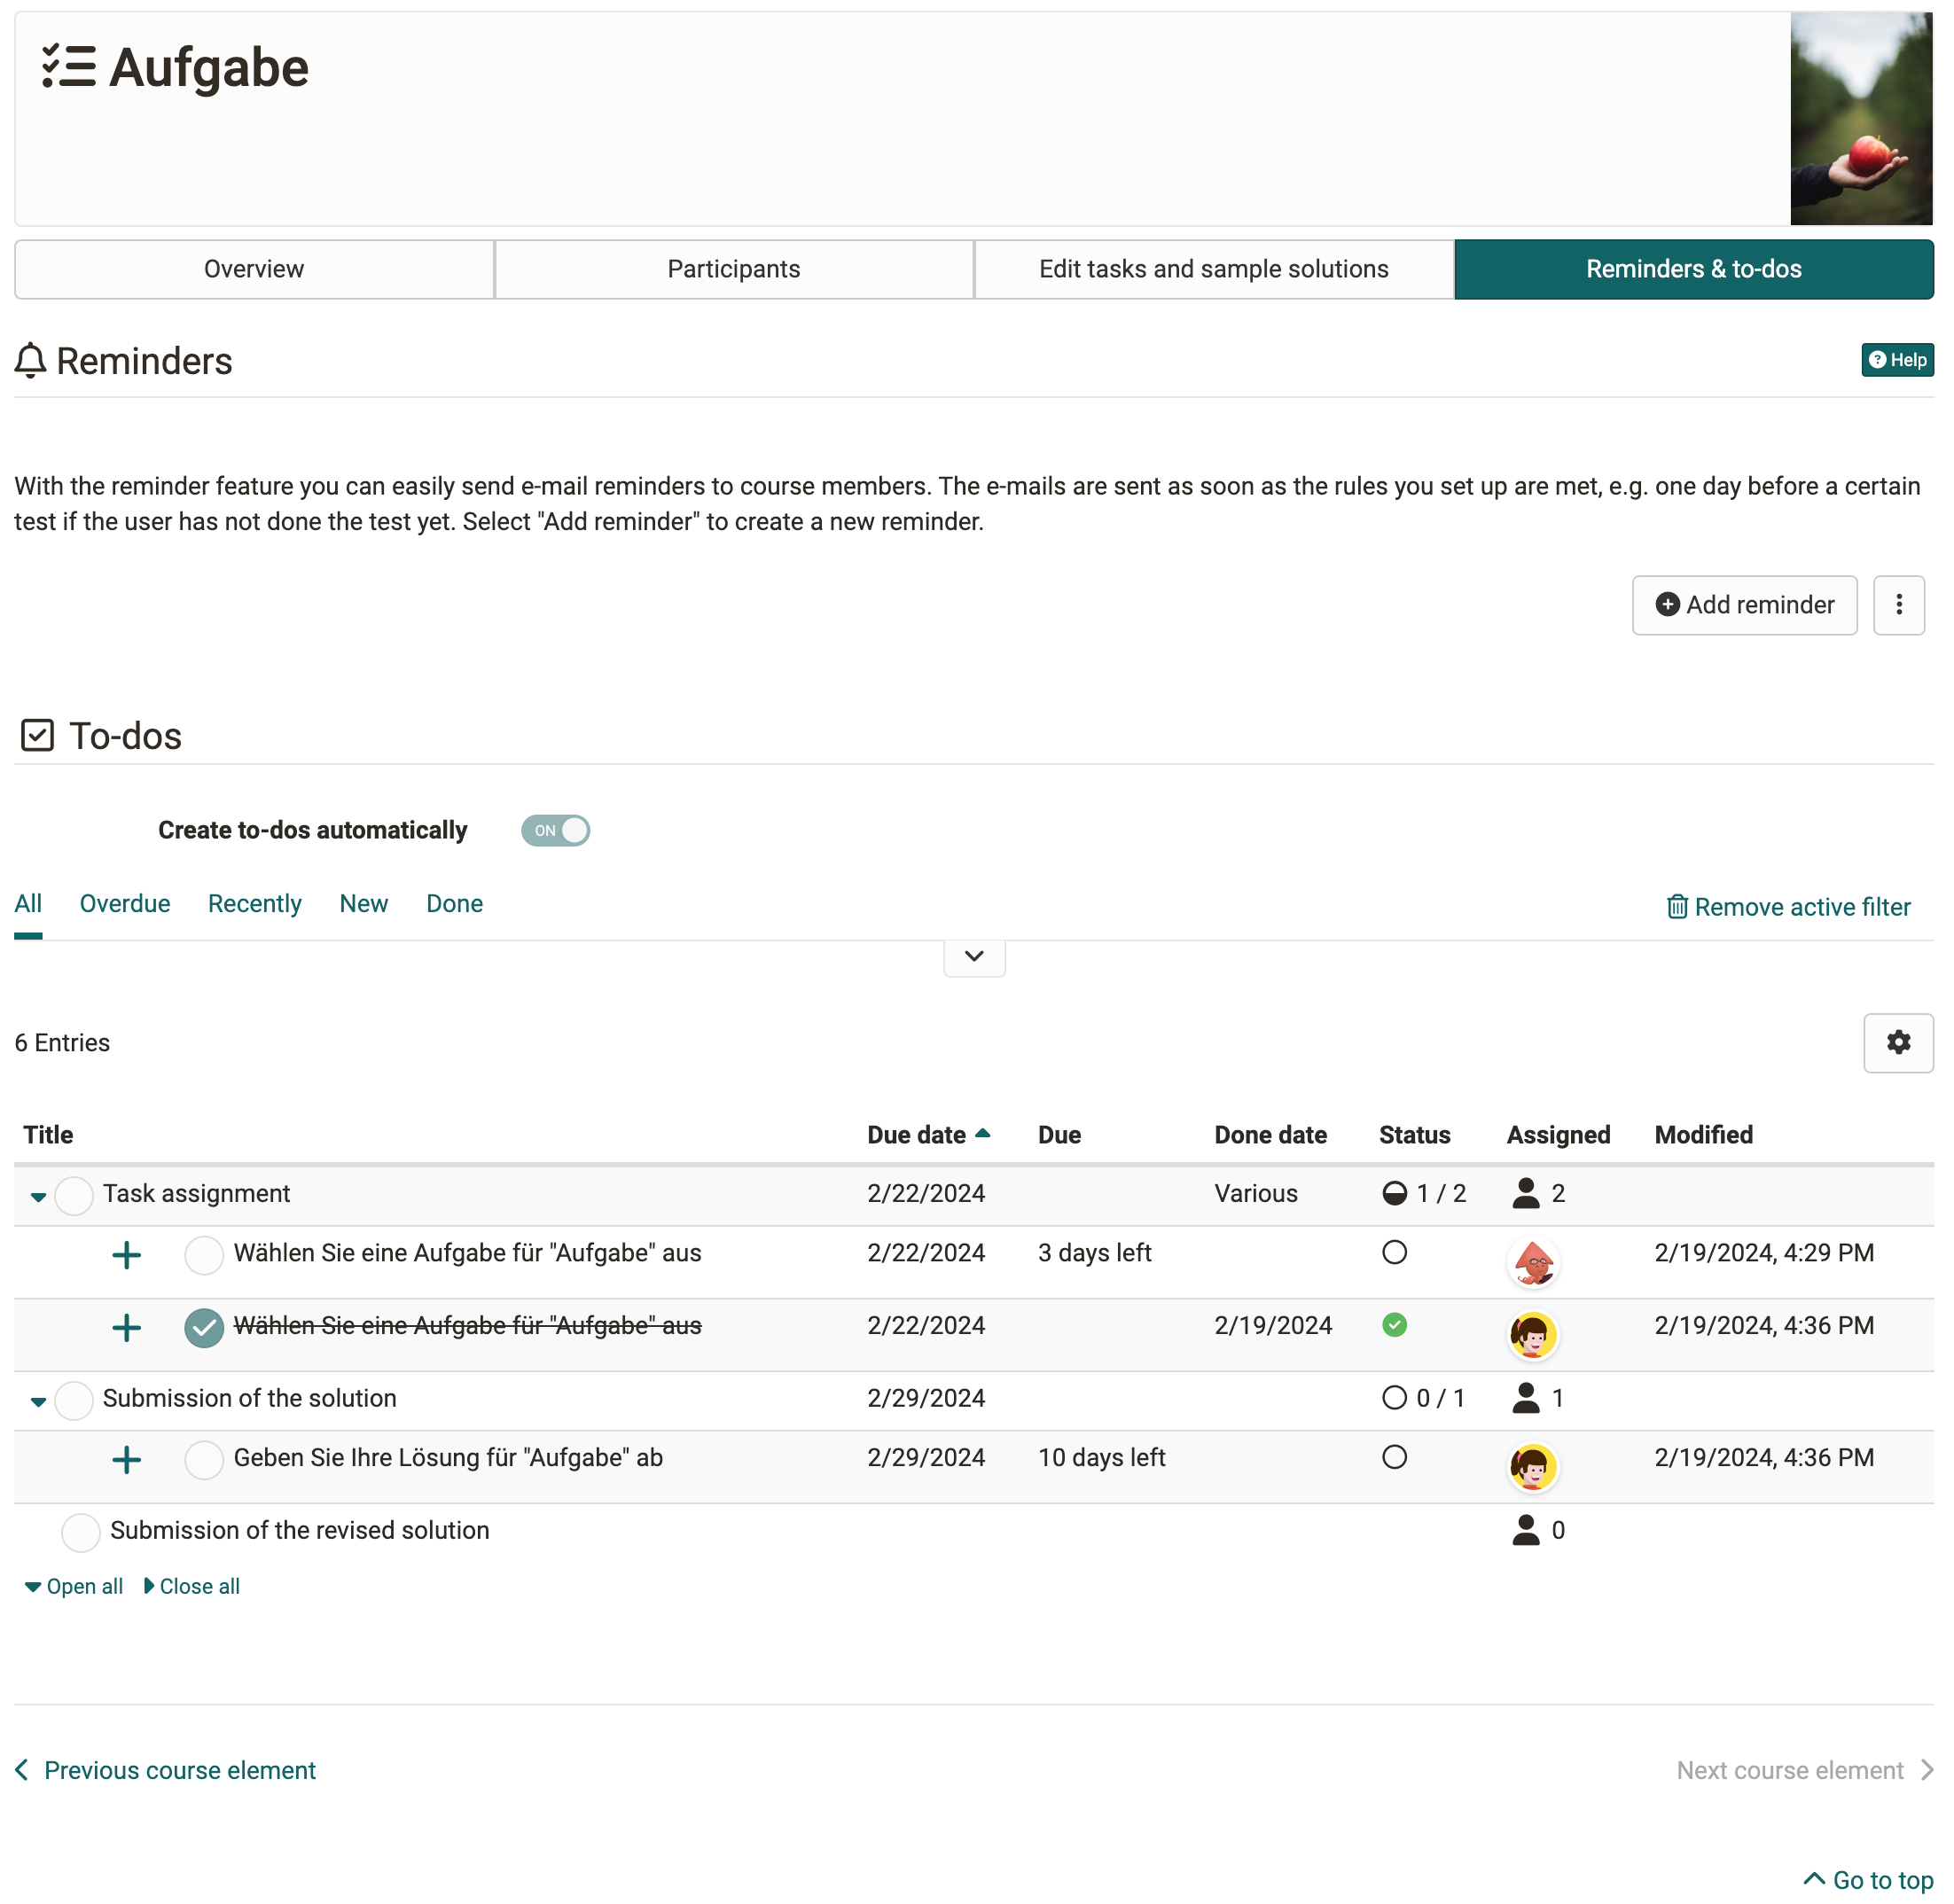 Aufgabe
Overview
Participants
Edit tasks and sample solutions
Reminders & to-dos
Reminders
Help
With the reminder feature you can easily send e-mail reminders to course members. The e-mails are sent as soon as the rules you set up are met, e.g. one day before a certain
test if the user has not done the test yet. Select "Add reminder" to create a new reminder.
Add reminder
To-dos
Create to-dos automatically ON
All Overdue Recently New Done Remove active filter
6 Entries
Title Due date Due Done date Status Assigned Modified
Task assignment 2/22/2024 Various 1 / 2 2
Wählen Sie eine Aufgabe für "Aufgabe" aus 2/22/2024 3 days left 2/19/2024, 4:29 PM
Wählen Sie eine Aufgabe für "Aufgabe" aus 2/22/2024 2/19/2024 2/19/2024, 4:36 PM
Submission of the solution 2/29/2024 0 / 1 1
Geben Sie Ihre Lösung für "Aufgabe" ab 2/29/2024 10 days left 2/19/2024, 4:36 PM
Submission of the revised solution 0
Open all Close all
Previous course element Next course element
Go to top